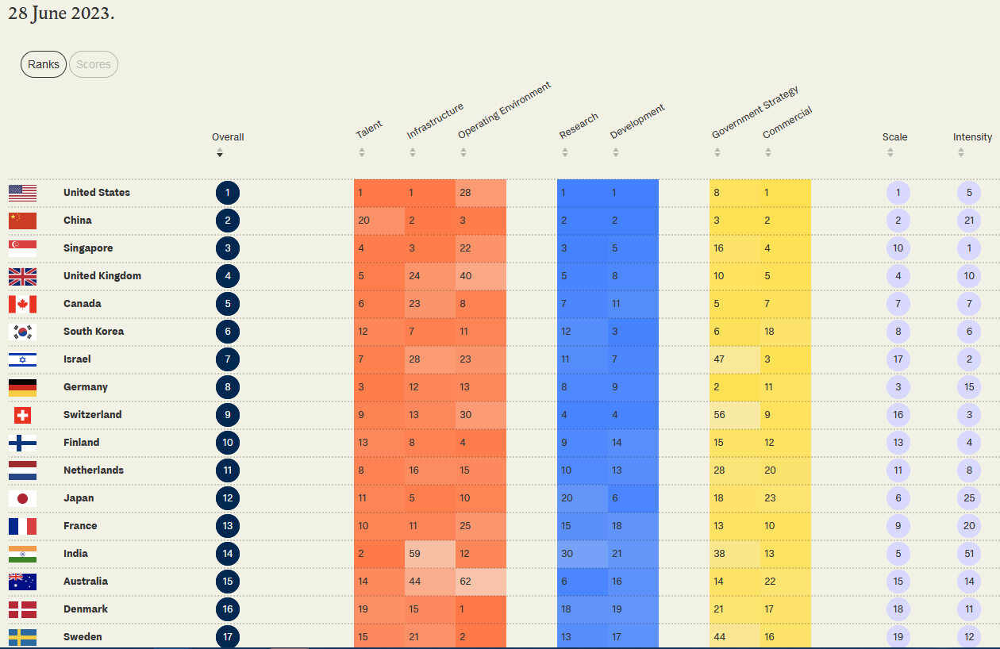 28 June 2023.
Ranks Scores
Overall Talent Infrastructure Operating Environment Research Development Government Strategy Commercial Scale Intensity
United States 1 1 1 28 1 1 8 1 1 5
China 2 20 2 3 2 2 3 2 2 21
Singapore 3 4 3 22 3 5 16 4 10 1
United Kingdom 4 5 24 40 5 8 10 5 4 10
Canada 5 6 23 8 7 11 5 7 7 7
South Korea 6 12 7 11 12 3 6 18 8 6
Israel 7 7 28 23 11 7 47 3 17 2
Germany 8 3 12 13 8 9 2 11 3 15
Switzerland 9 9 13 30 4 4 56 9 16 3
Finland 10 13 8 4 9 14 15 12 13 4
Netherlands 11 8 16 15 10 13 28 20 11 8
Japan 12 11 5 10 20 6 18 23 6 25
France 13 10 11 25 15 18 13 10 9 20
India 14 2 59 12 30 21 38 13 5 51
Australia 15 14 44 62 6 16 14 22 15 14
Denmark 16 19 15 1 18 19 21 17 18 11
Sweden 17 15 21 2 13 17 44 16 19 12